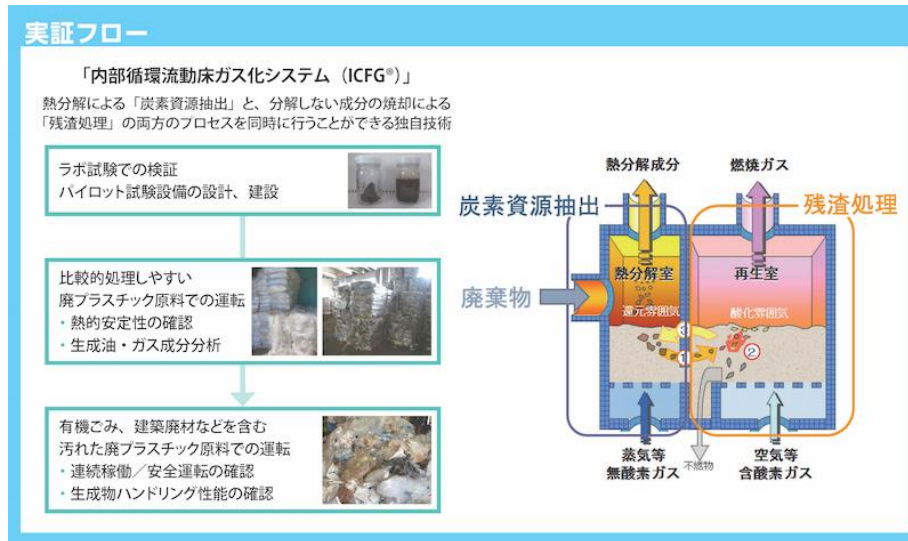 実証フロー
「内部循環流動床ガス化システム（ICFG®）」
熱分解による「炭素資源抽出」と、分解しない成分の焼却による
「残渣処理」の両方のプロセスを同時に行うことができる独自技術
ラボ試験での検証
パイロット試験設備の設計、建設
比較的処理しやすい
廃プラスチック原料での運転
・熱的安定性の確認
・生成油・ガス成分分析
有機ごみ、建築廃材などを含む
汚れた廃プラスチック原料での運転
・連続稼働／安全運転の確認
・生成物ハンドリング性能の確認
熱分解成分
燃焼ガス
炭素資源抽出
残渣処理
熱分解室
再生室
廃棄物
還元雰囲気
酸化雰囲気
③
①
②
蒸気等
無酸素ガス
不燃物
空気等
含酸素ガス